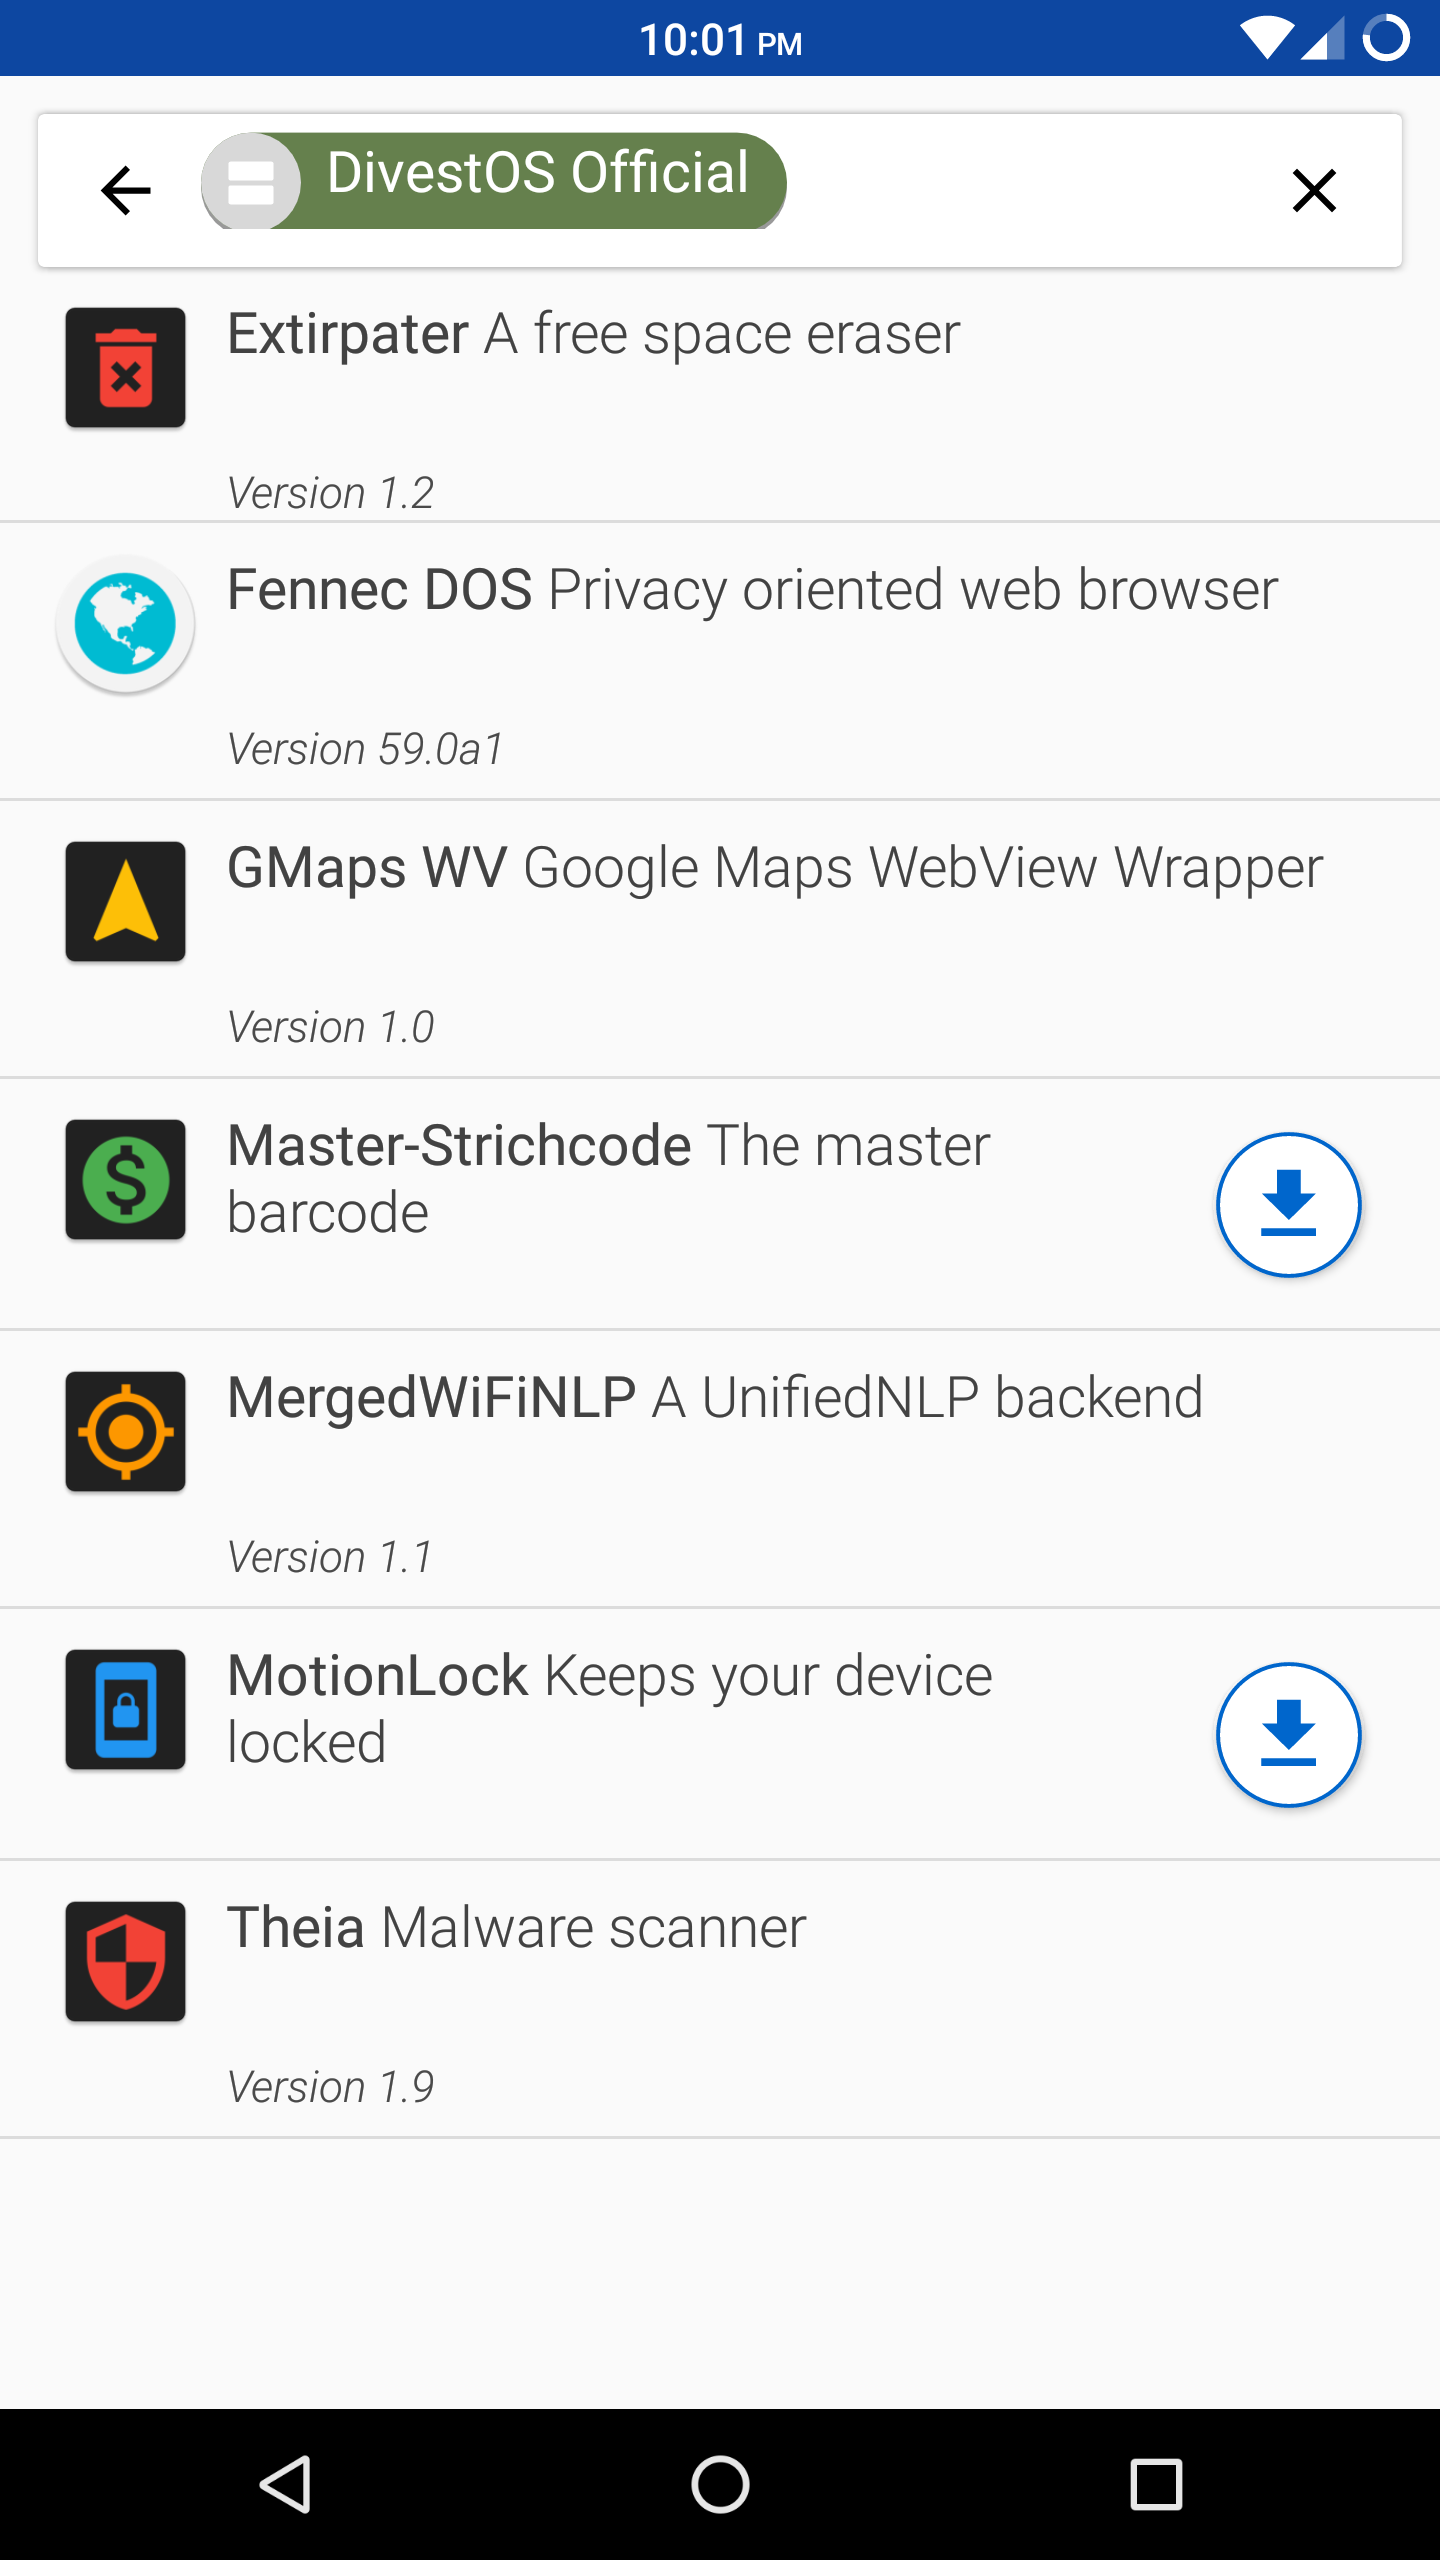 10:01 PM
DivestOS Official
Extirpater A free space eraser
Version 1.2
Fennec DOS Privacy oriented web browser
Version 59.0a1
GMaps WV Google Maps WebView Wrapper
Version 1.0
Master-Strichcode The master
barcode
MergedWiFiNLP A UnifiedNLP backend
Version 1.1
MotionLock Keeps your device
locked
Theia Malware scanner
Version 1.9